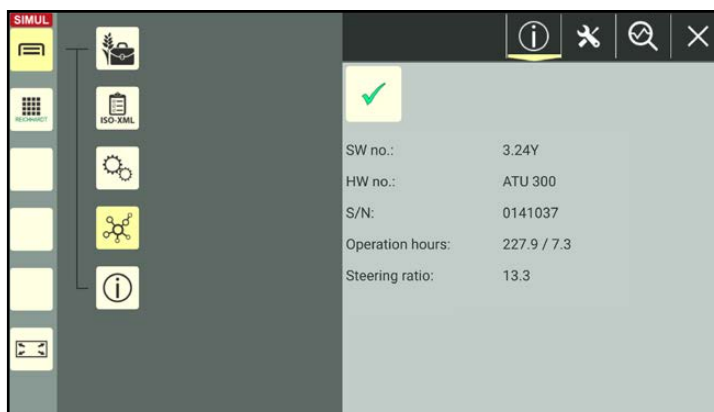 SIMUL
REICHHARDT
ISO-XML
SW no.: 3.24Y
HW no.: ATU 300
S/N: 0141037
Operation hours: 227.9 / 7.3
Steering ratio: 13.3